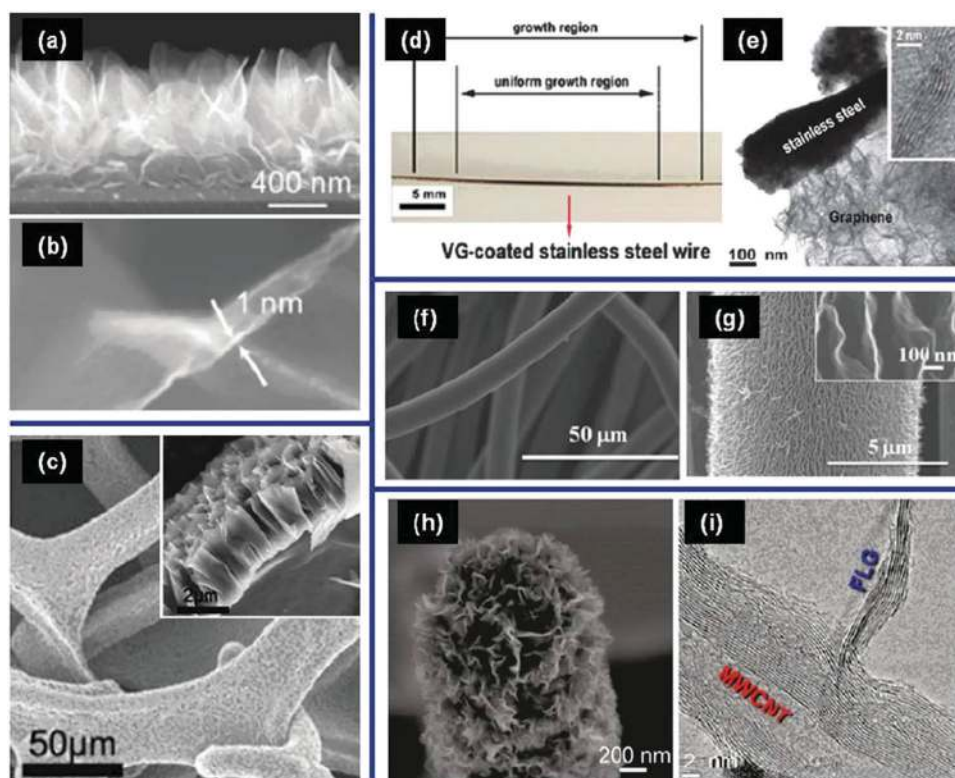 (a)
400 nm
(b)
1 nm
(c)
2μm
50μm
(d)
growth region
uniform growth region
5 mm
VG-coated stainless steel wire
(e)
2 nm
stainless steel
Graphene
100 nm
(f)
50 μm
(g)
100 nm
5 μm
(h)
200 nm
(i)
FLG
MWCNT
2 nm